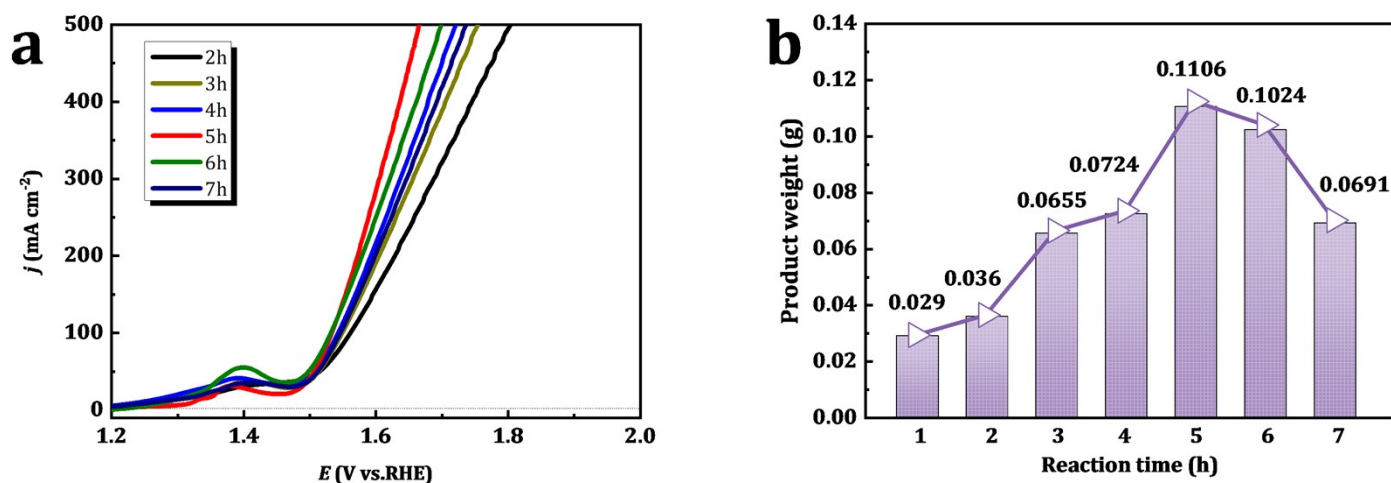 a
500
400
300
200
100
0
j (mA cm⁻²)
2h
3h
4h
5h
6h
7h
1.2 1.4 1.6 1.8 2.0
E (V vs.RHE)
b
0.14
0.12
0.10
0.08
0.06
0.04
0.02
0.00
Product weight (g)
0.029
0.036
0.0655
0.0724
0.1106
0.1024
0.0691
1 2 3 4 5 6 7
Reaction time (h)